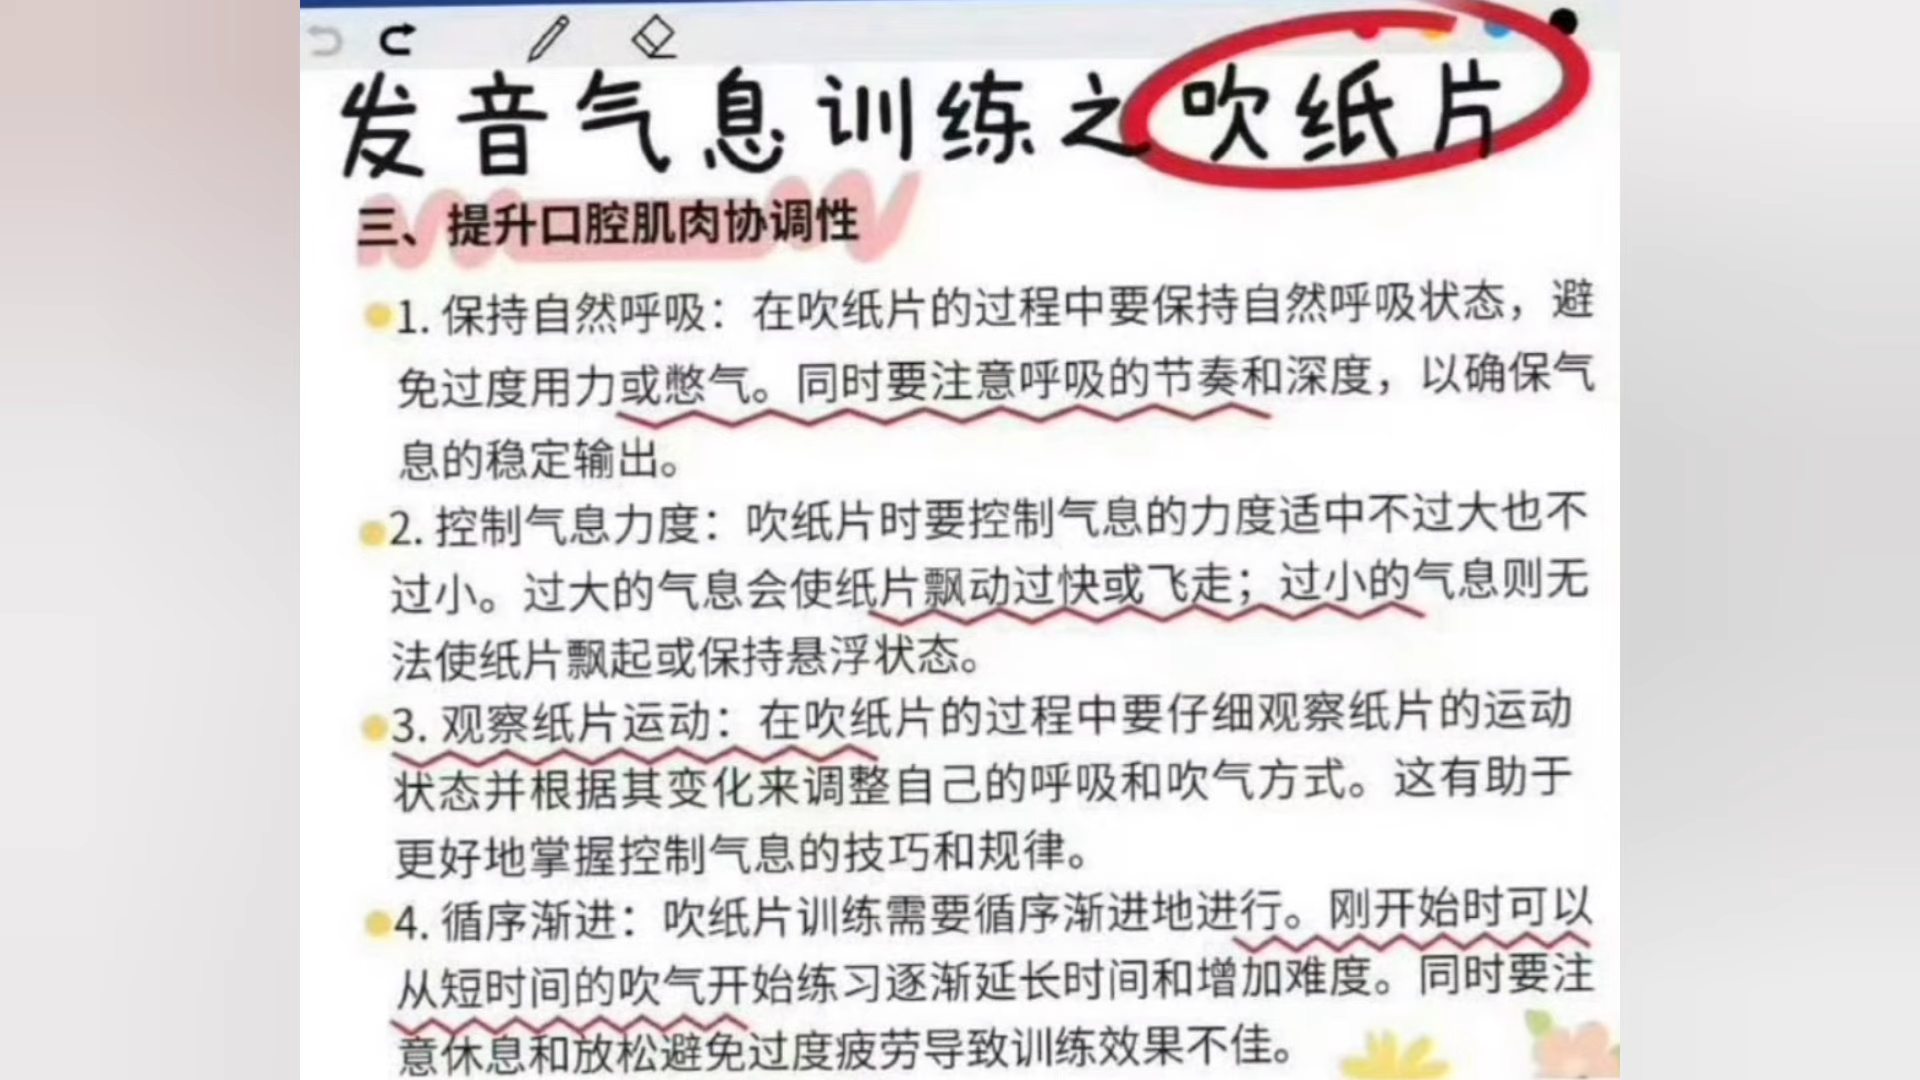 发音气息训练之吹纸片
三、提升口腔肌肉协调性
1. 保持自然呼吸：在吹纸片的过程中要保持自然呼吸状态，避
免过度用力或憋气。同时要注意呼吸的节奏和深度，以确保气
息的稳定输出。
2. 控制气息力度：吹纸片时要控制气息的力度适中不过大也不
过小。过大的气息会使纸片飘动过快或飞走；过小的气息则无
法使纸片飘起或保持悬浮状态。
3. 观察纸片运动：在吹纸片的过程中要仔细观察纸片的运动
状态并根据其变化来调整自己的呼吸和吹气方式。这有助于
更好地掌握控制气息的技巧和规律。
4. 循序渐进：吹纸片训练需要循序渐进地进行。刚开始时可以
从短时间的吹气开始练习逐渐延长时间和增加难度。同时要注
意休息和放松避免过度疲劳导致训练效果不佳。